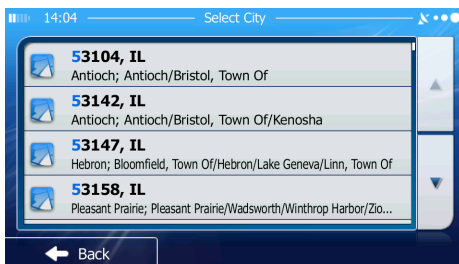 14:04
Select City
53104, IL
Antioch; Antioch/Bristol, Town Of
53142, IL
Antioch; Antioch/Bristol, Town Of/Kenosha
53147, IL
Hebron; Bloomfield, Town Of/Hebron/Lake Geneva/Linn, Town Of
53158, IL
Pleasant Prairie; Pleasant Prairie/Wadsworth/Winthrop Harbor/Zio...
Back